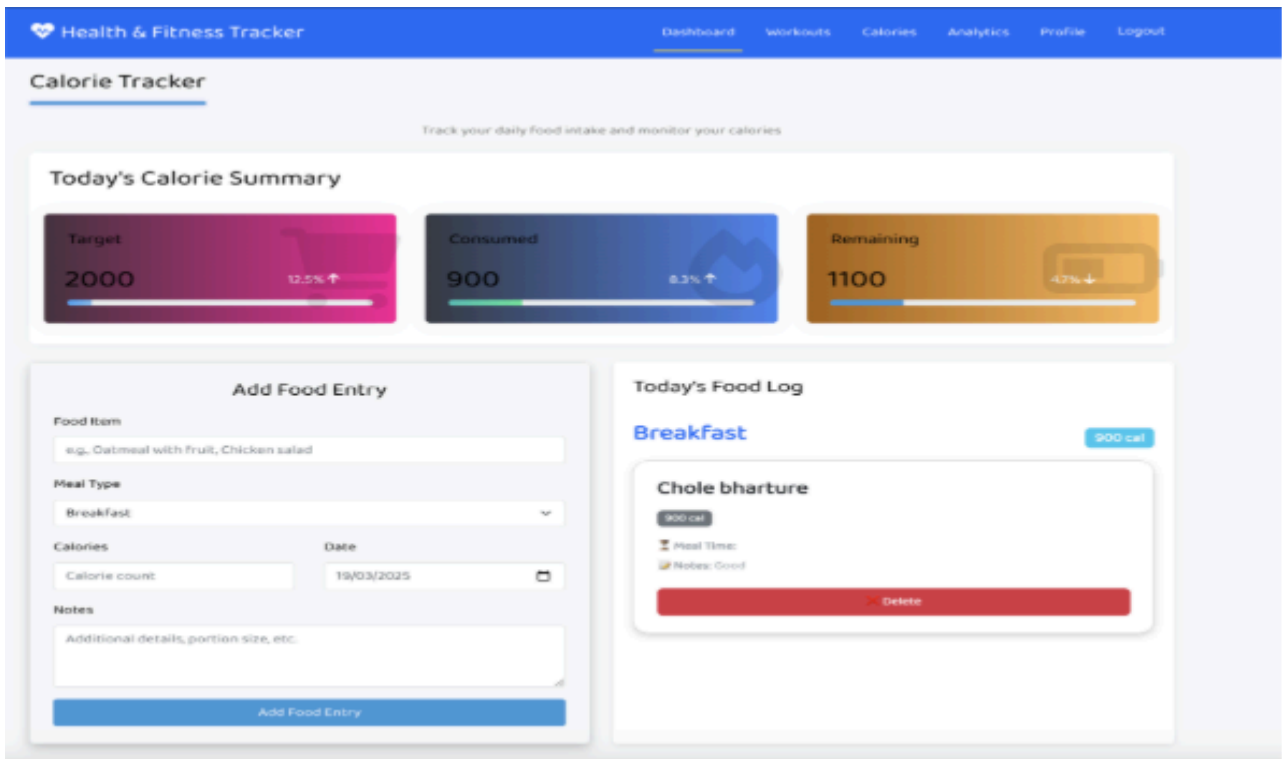 Health & Fitness Tracker
Dashboard Workouts Calories Analytics Profile Logout
Calorie Tracker
Track your daily food intake and monitor your calories
Today's Calorie Summary
Target
2000
12.5% ↑
Consumed
900
8.3% ↑
Remaining
1100
4.7% ↓
Add Food Entry
Food Item
e.g., Oatmeal with fruit, Chicken salad
Meal Type
Breakfast
Calories Date
Calorie count 19/03/2025
Notes
Additional details, portion size, etc.
Add Food Entry
Today's Food Log
Breakfast
900 cal
Chole bharture
900 cal
Meal Time:
Notes: Good
Delete